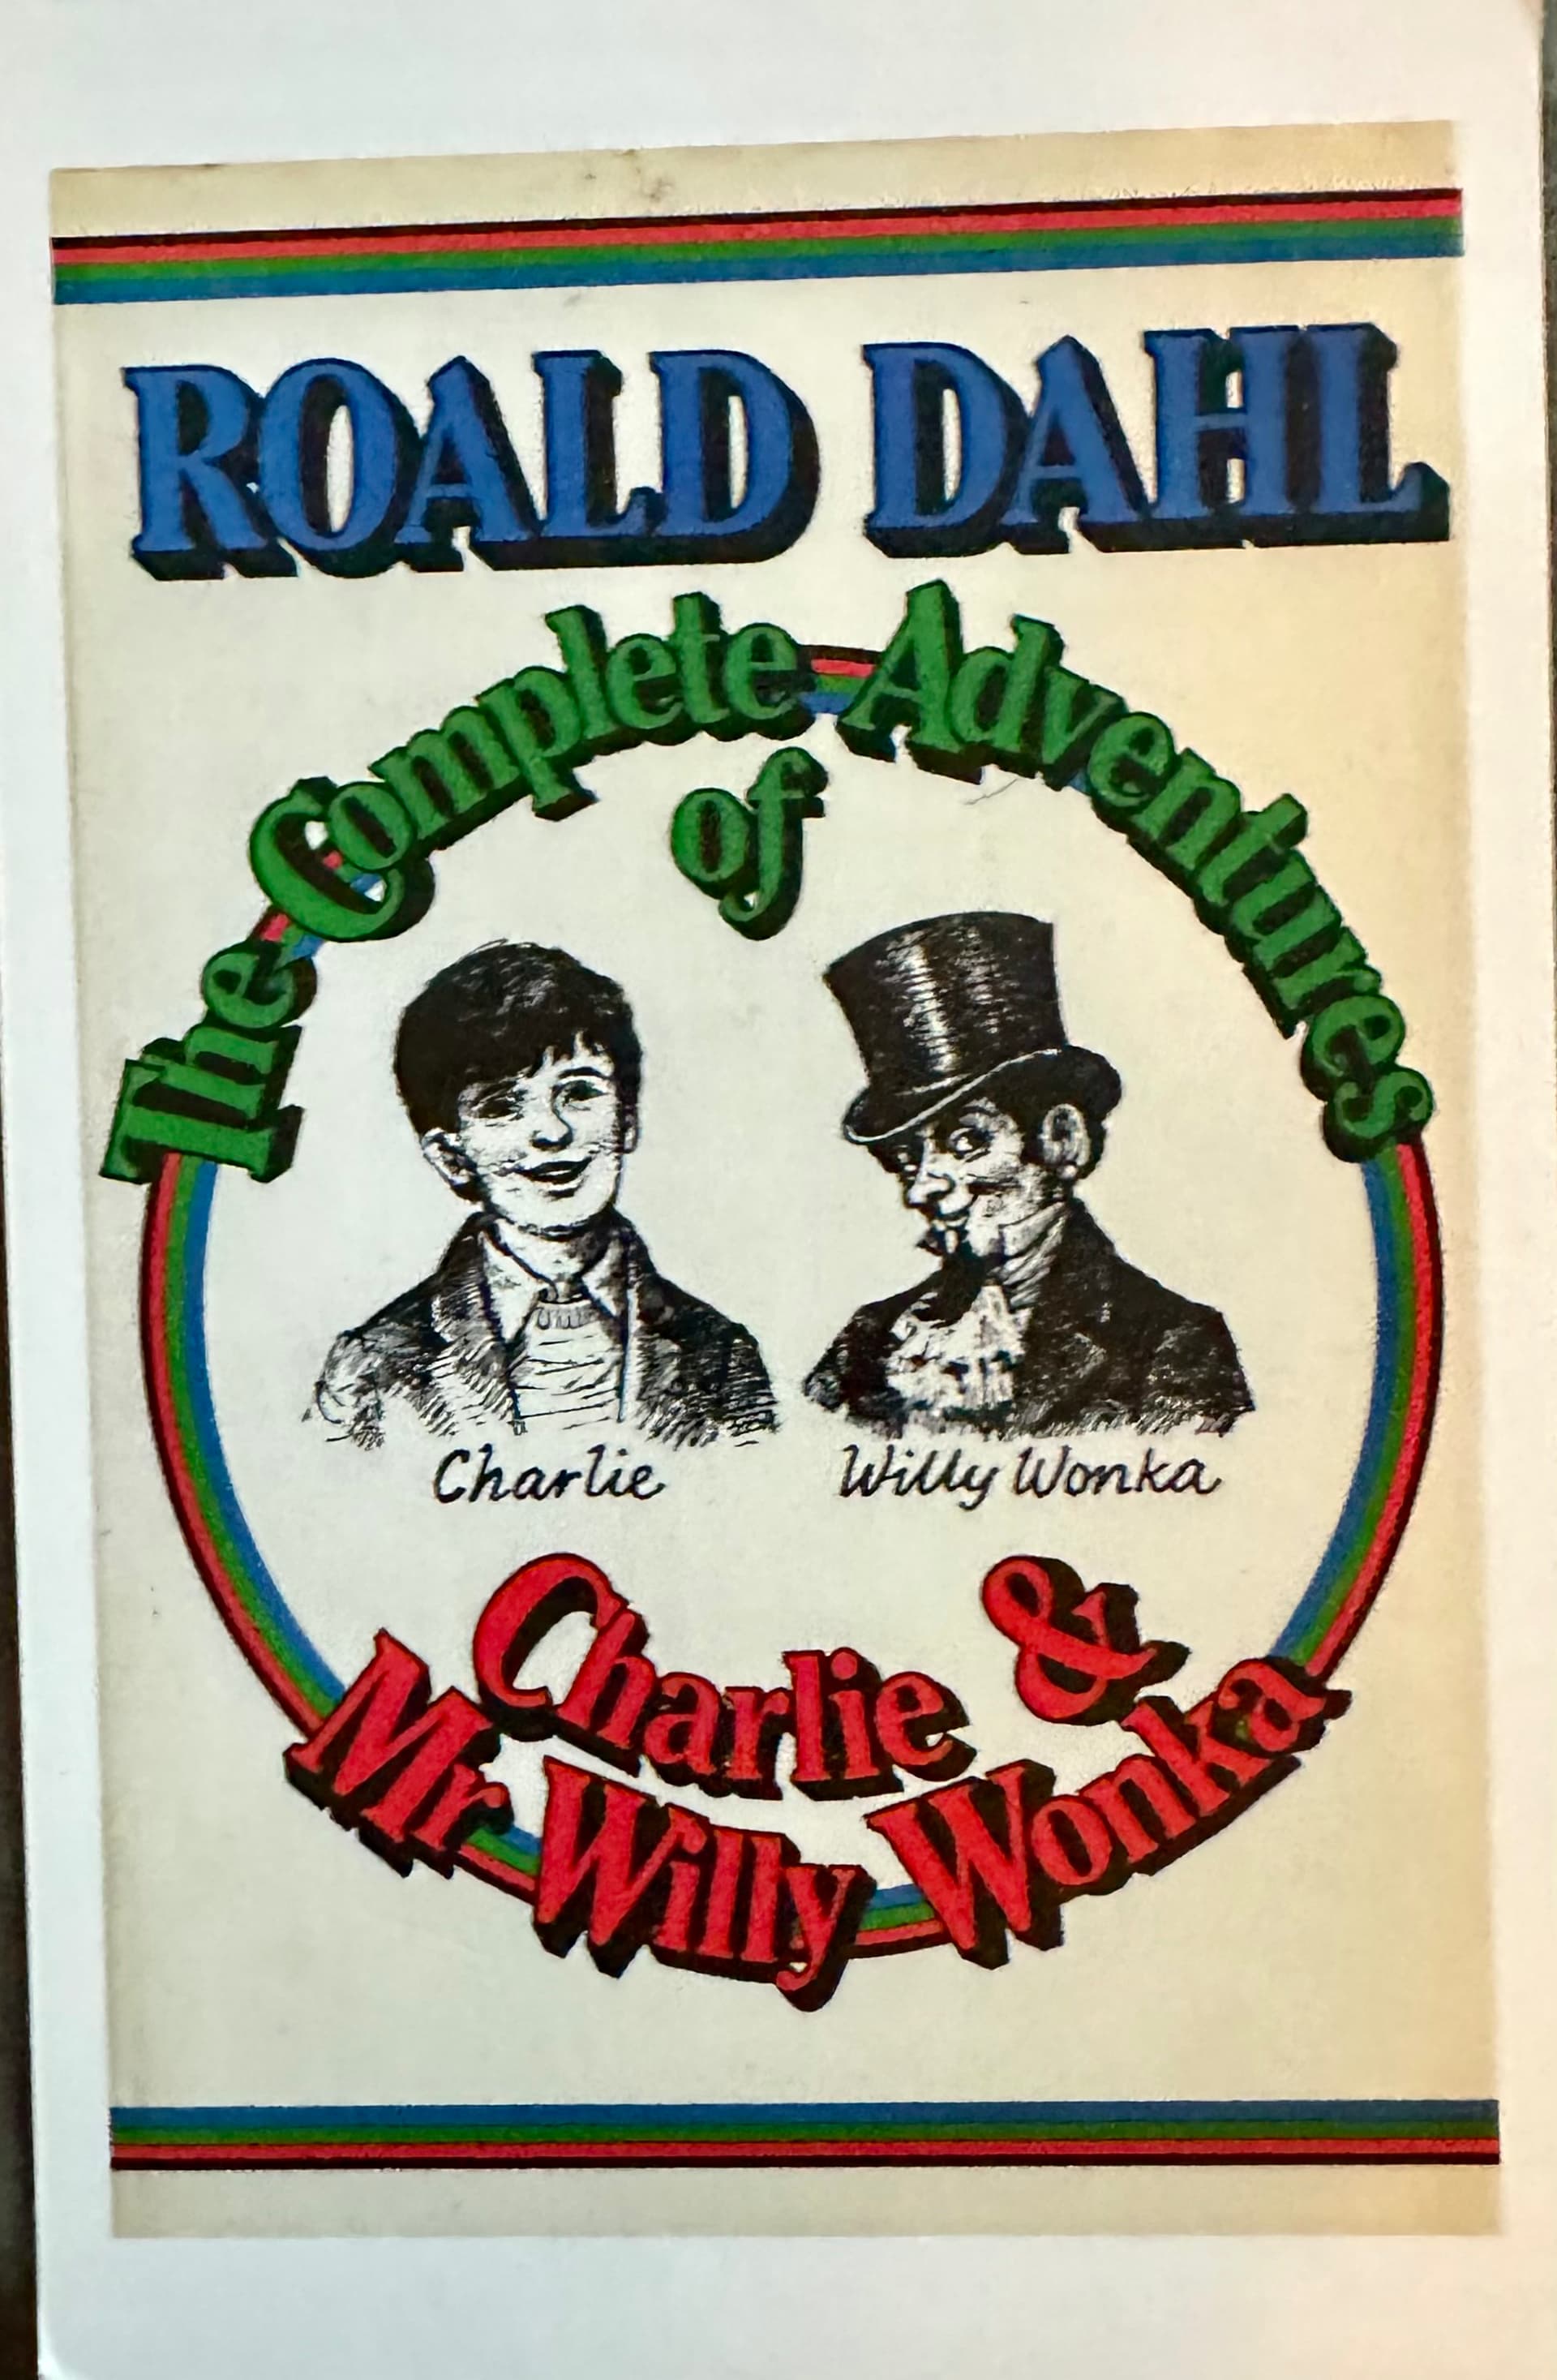 ROALD DAHL
The Complete Adventures
of
Charlie
Willy Wonka
Charlie &
Mr Willy Wonka